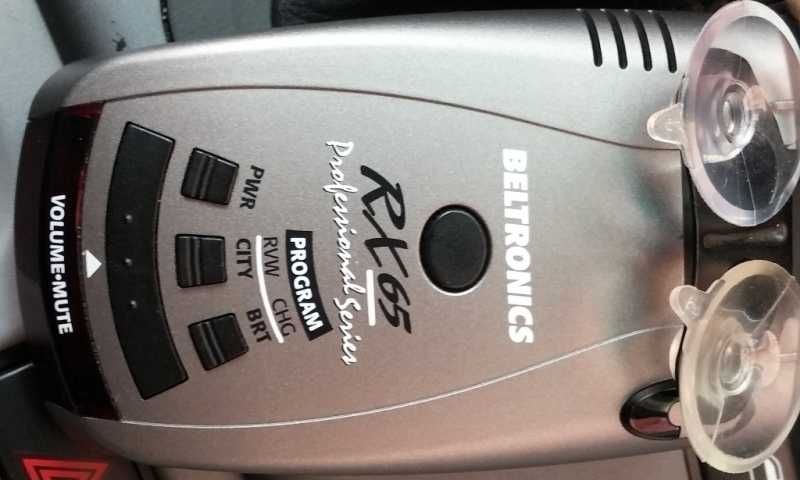 BELTRONICS
RX65
Professional Series
PROGRAM
RVW CHG
PWR CITY BRT
VOLUME•MUTE